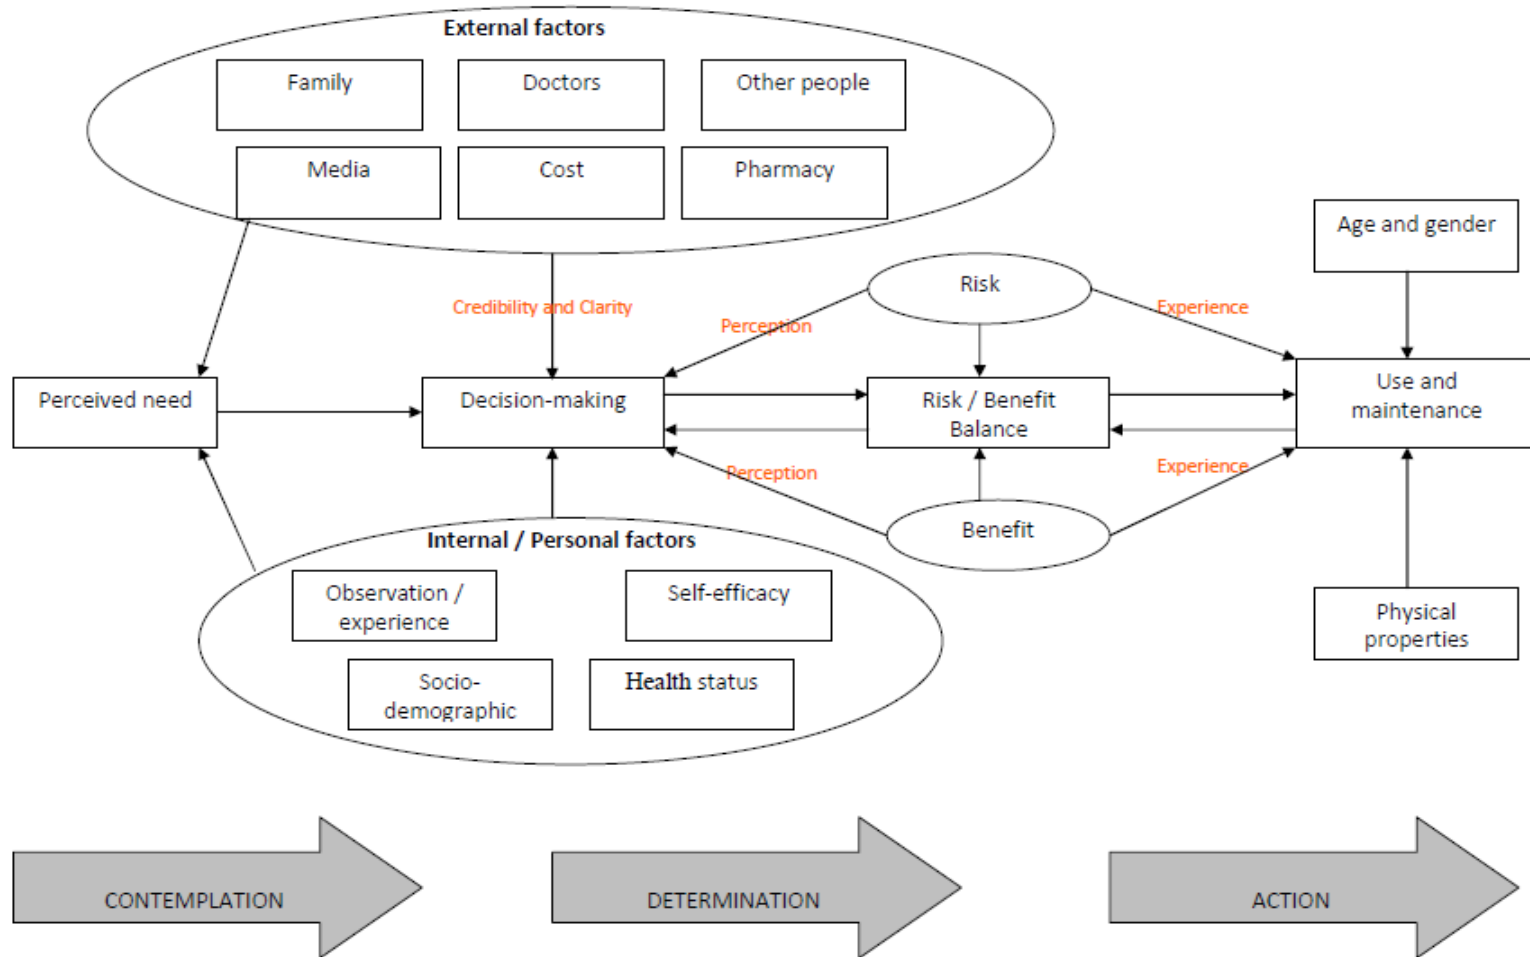 External factors
Family
Doctors
Other people
Media
Cost
Pharmacy
Age and gender
Risk
Credibility and Clarity
Perception
Experience
Perceived need
Decision-making
Risk / Benefit
Balance
Use and
maintenance
Perception
Experience
Benefit
Internal / Personal factors
Observation /
experience
Self-efficacy
Physical
properties
Socio-
demographic
Health status
CONTEMPLATION
DETERMINATION
ACTION